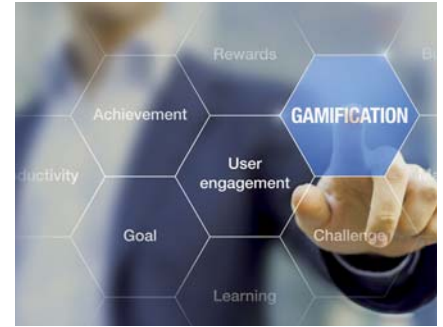 Rewards
Achievement
GAMIFICATION
User
engagement
ductivity
Goal
Challenge
Learning